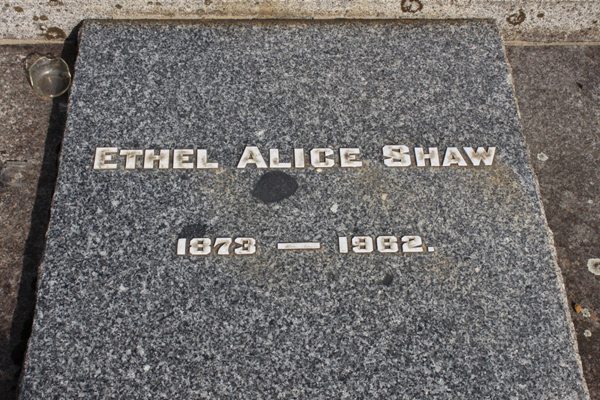 Ethel Alice Shaw
1873 — 1962.